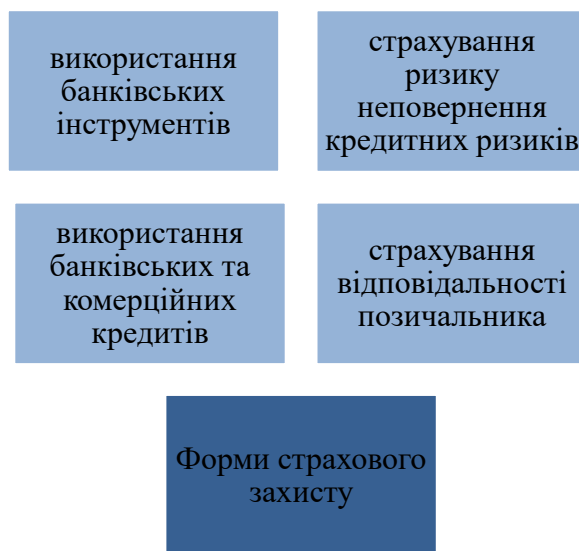 використання
банківських
інструментів
страхування
ризику
неповернення
кредитних ризиків
використання
банківських та
комерційних
кредитів
страхування
відповідальності
позичальника
Форми страхового
захисту